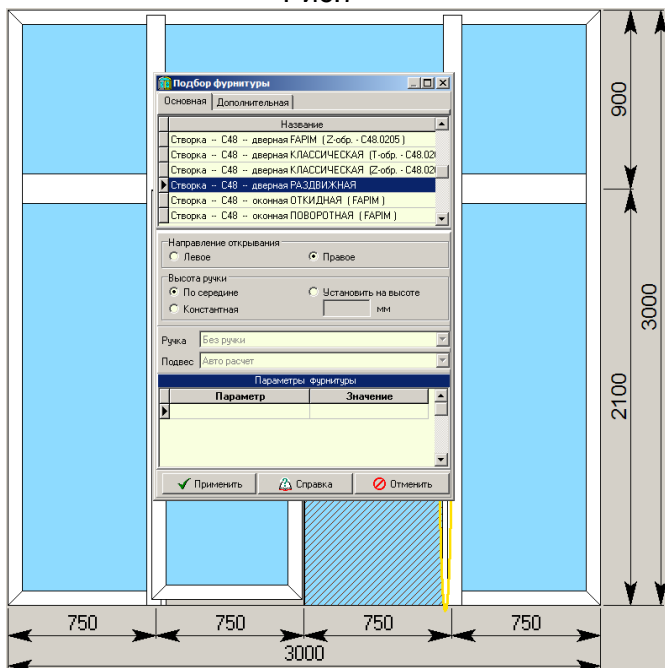 Подбор фурнитуры
Основная Дополнительная
Название
Створка -- С48 -- дверная FAPIM ( Z-обр. - С48.0205 )
Створка -- С48 -- дверная КЛАССИЧЕСКАЯ (Т-обр. - С48.02
Створка -- С48 -- дверная КЛАССИЧЕСКАЯ (Z-обр. - С48.02
Створка -- С48 -- дверная РАЗДВИЖНАЯ
Створка -- С48 -- оконная ОТКИДНАЯ ( FAPIM )
Створка -- С48 -- оконная ПОВОРОТНАЯ ( FAPIM )
Направление открывания
Левое Правое
Высота ручки
По середине Установить на высоте
Константная мм
Ручка Без ручки
Подвес Авто расчет
Параметры фурнитуры
Параметр Значение
Применить Справка Отменить
900
3000
2100
750 750 750 750
3000